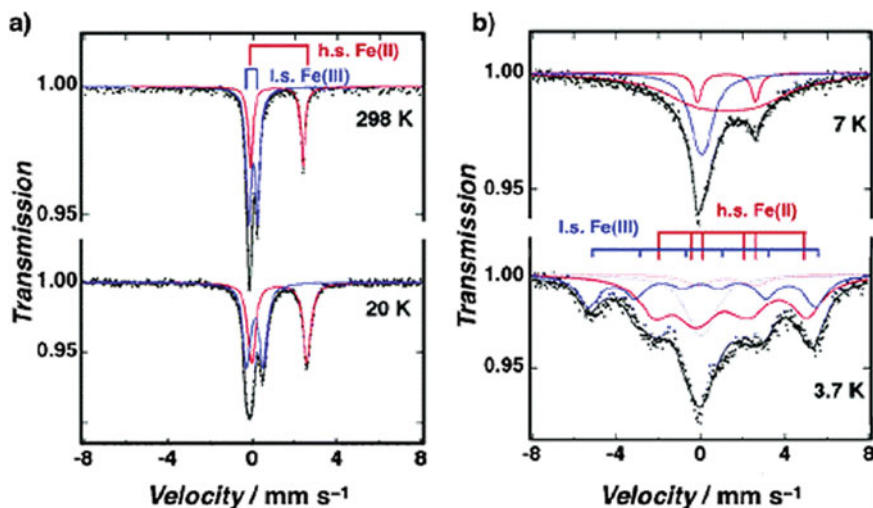 a)
h.s. Fe(II)
l.s. Fe(III)
1.00
298 K
0.95
1.00
20 K
0.95
Transmission
-8 -4 0 4 8
Velocity / mm s⁻¹
b)
1.00
7 K
0.95
h.s. Fe(II)
l.s. Fe(III)
1.00
0.95
3.7 K
Transmission
-8 -4 0 4 8
Velocity / mm s⁻¹